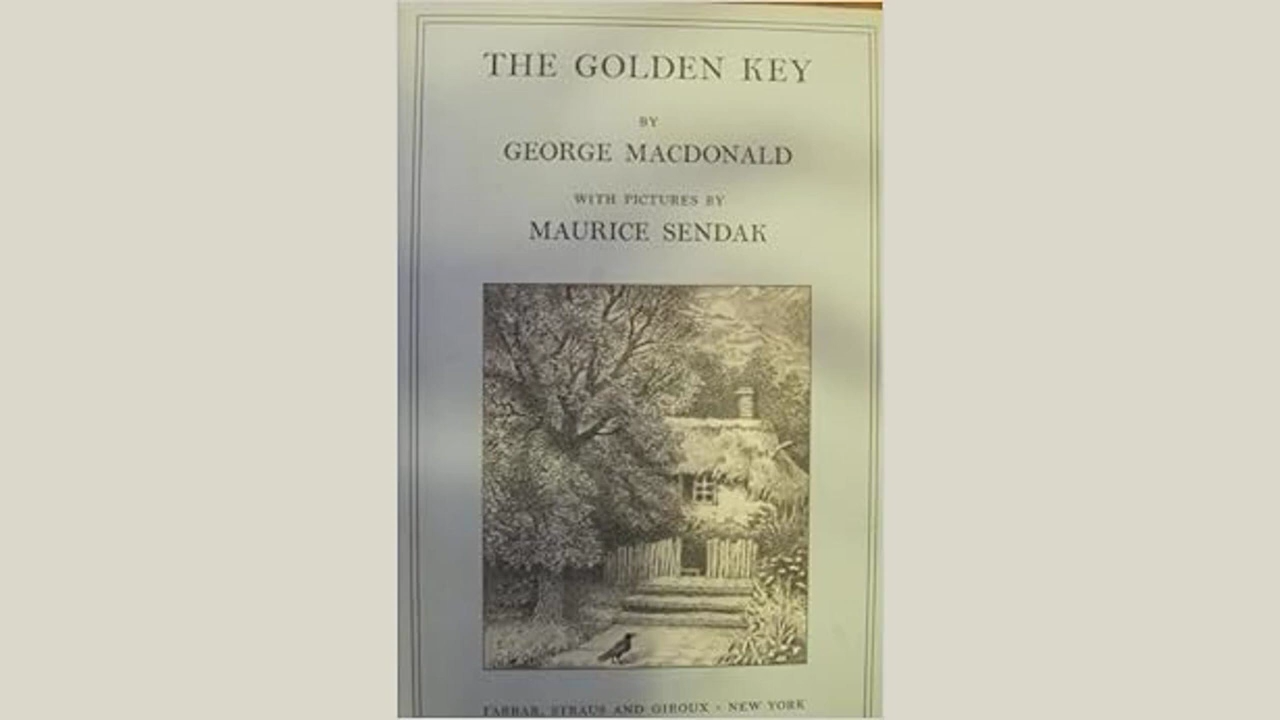 THE GOLDEN KEY
BY
GEORGE MACDONALD
WITH PICTURES BY
MAURICE SENDAK
FARRAR, STRAUS AND GIROUX · NEW YORK